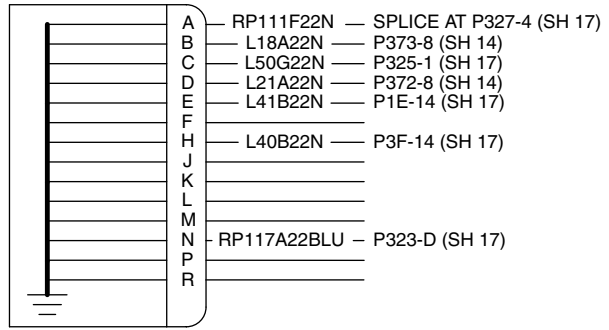 A RP111F22N SPLICE AT P327-4 (SH 17)
B L18A22N P373-8 (SH 14)
C L50G22N P325-1 (SH 17)
D L21A22N P372-8 (SH 14)
E L41B22N P1E-14 (SH 17)
F
H L40B22N P3F-14 (SH 17)
J
K
L
M
N RP117A22BLU P323-D (SH 17)
P
R